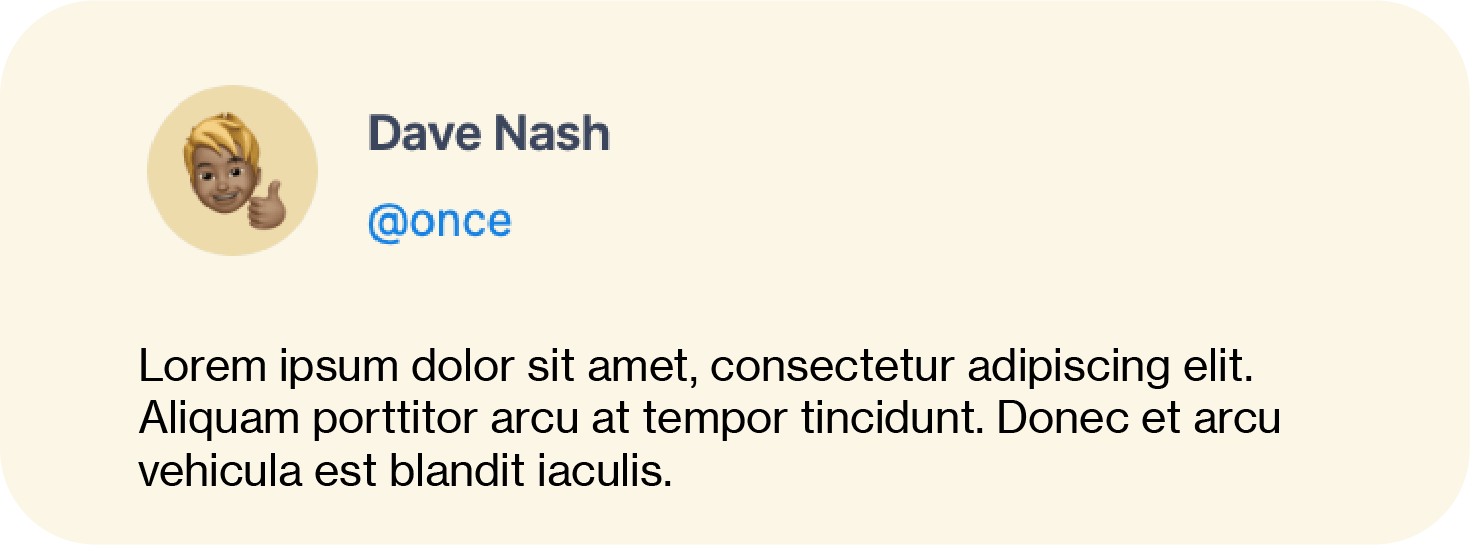 Dave Nash
@once
Lorem ipsum dolor sit amet, consectetur adipiscing elit.
Aliquam porttitor arcu at tempor tincidunt. Donec et arcu
vehicula est blandit iaculis.